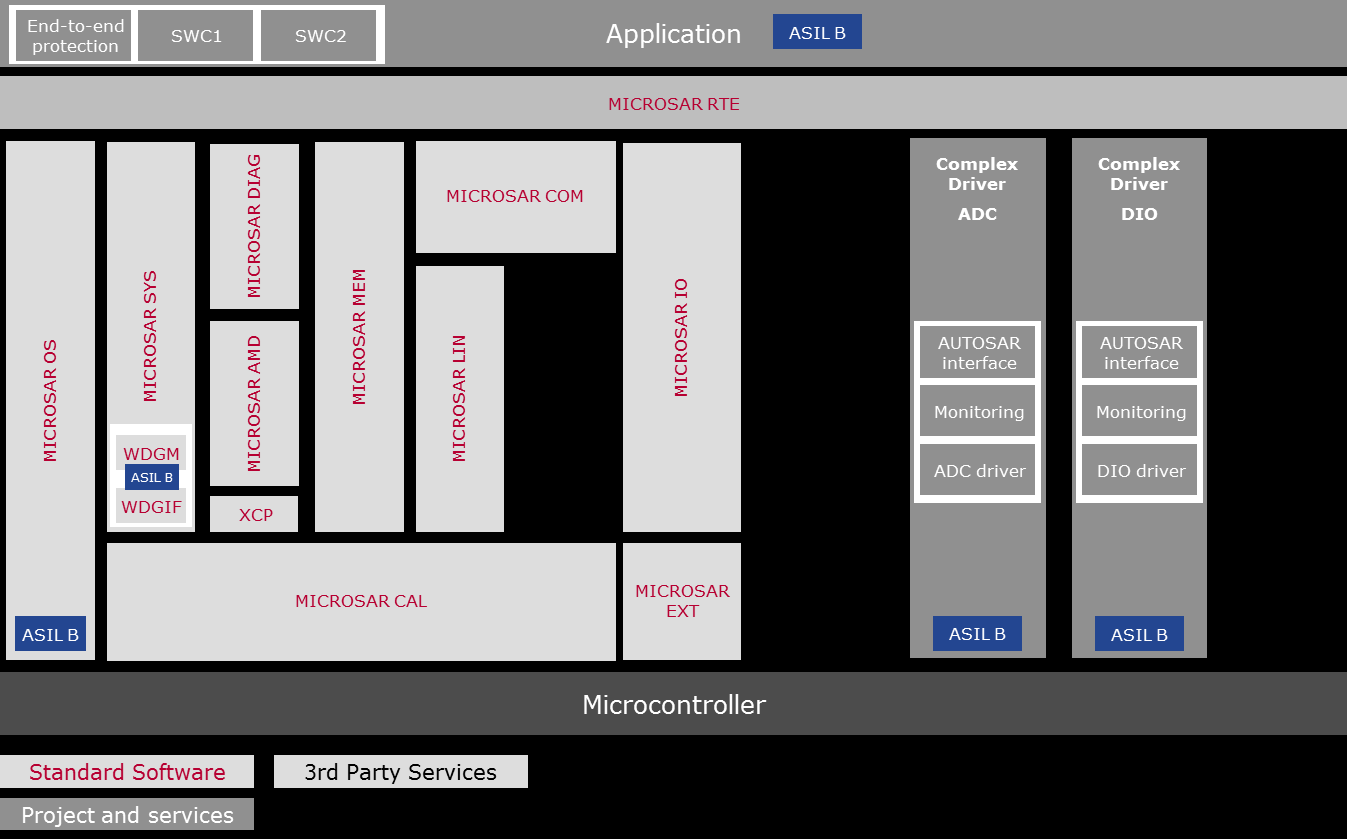 End-to-end
protection
SWC1
SWC2
Application
ASIL B
MICROSAR RTE
MICROSAR OS
ASIL B
MICROSAR SYS
WDGM
ASIL B
WDGIF
MICROSAR DIAG
MICROSAR AMD
XCP
MICROSAR MEM
MICROSAR COM
MICROSAR LIN
MICROSAR IO
MICROSAR CAL
MICROSAR
EXT
Complex
Driver
ADC
AUTOSAR
interface
Monitoring
ADC driver
ASIL B
Complex
Driver
DIO
AUTOSAR
interface
Monitoring
DIO driver
ASIL B
Microcontroller
Standard Software
3rd Party Services
Project and services